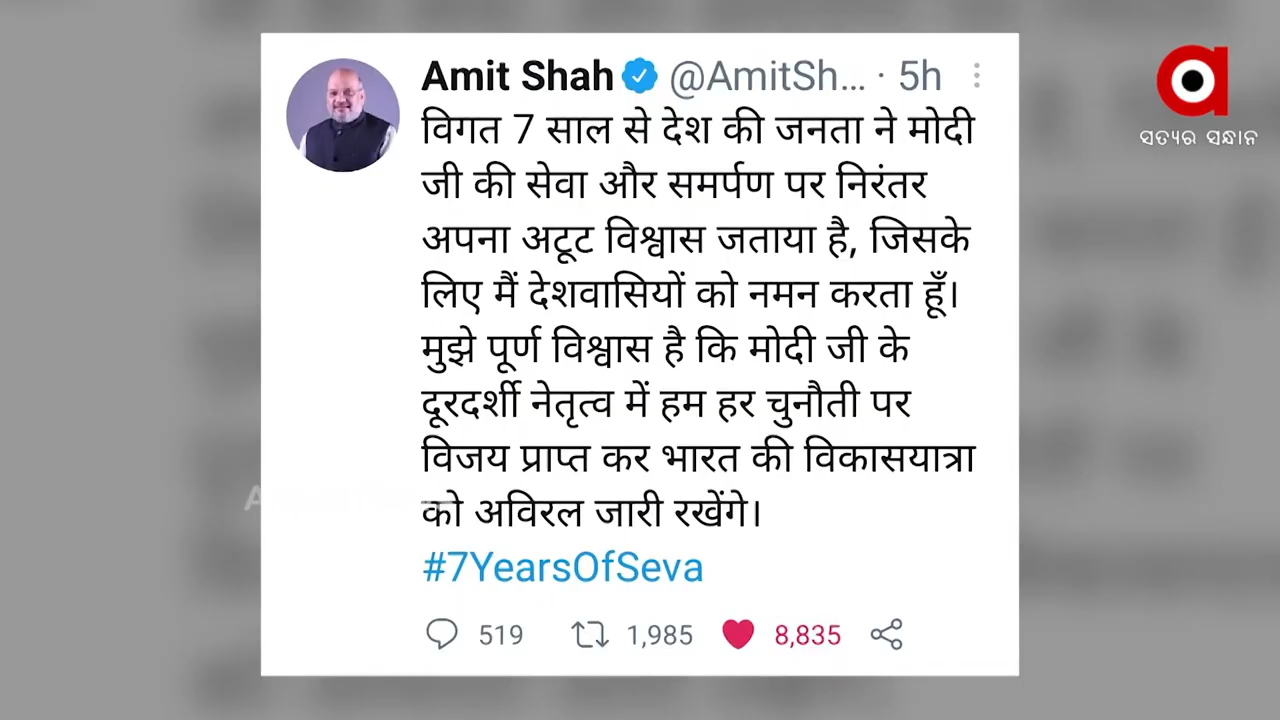 Amit Shah @AmitSh... · 5h
विगत 7 साल से देश की जनता ने मोदी
जी की सेवा और समर्पण पर निरंतर
अपना अटूट विश्वास जताया है, जिसके
लिए मैं देशवासियों को नमन करता हूँ।
मुझे पूर्ण विश्वास है कि मोदी जी के
दूरदर्शी नेतृत्व में हम हर चुनौती पर
विजय प्राप्त कर भारत की विकासयात्रा
को अविरल जारी रखेंगे।
#7YearsOfSeva
519 1,985 8,835
ସତ୍ୟର ସନ୍ଧାନ